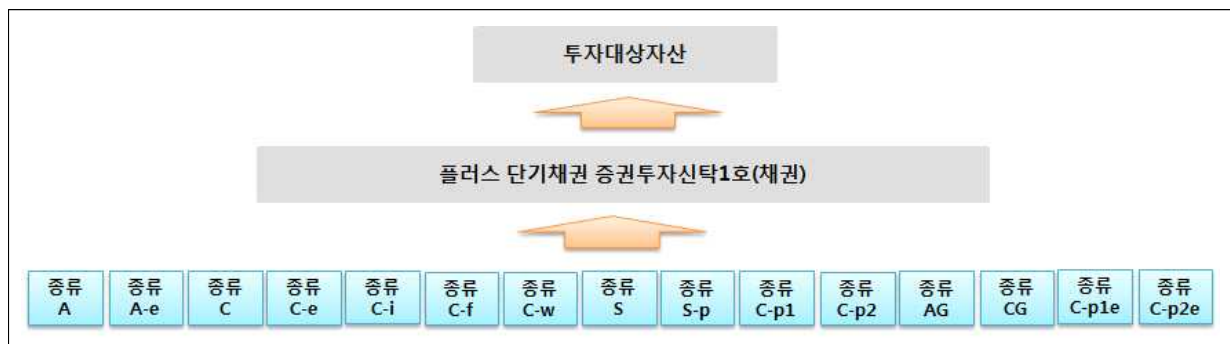 투자대상자산
플러스 단기채권 증권투자신탁1호(채권)
종류 종류 종류 종류 종류 종류 종류 종류 종류 종류 종류 종류 종류 종류 종류
A A-e C C-e C-i C-f C-w S S-p C-p1 C-p2 AG CG C-p1e C-p2e